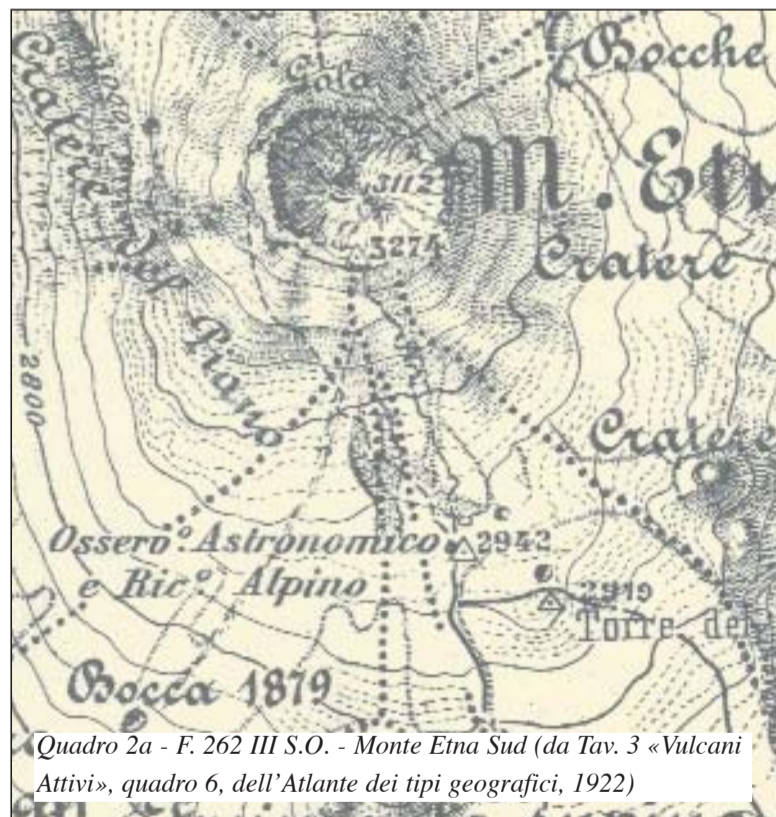 Bocche
Cratere
Gola
3112
M. Etn
3274
Cratere
del Piano
2800
Cratere
Osserv.º Astronomico
2942
e Ric.º Alpino
2919
Torre del
Bocca 1879
Quadro 2a - F. 262 III S.O. - Monte Etna Sud (da Tav. 3 «Vulcani
Attivi», quadro 6, dell’Atlante dei tipi geografici, 1922)